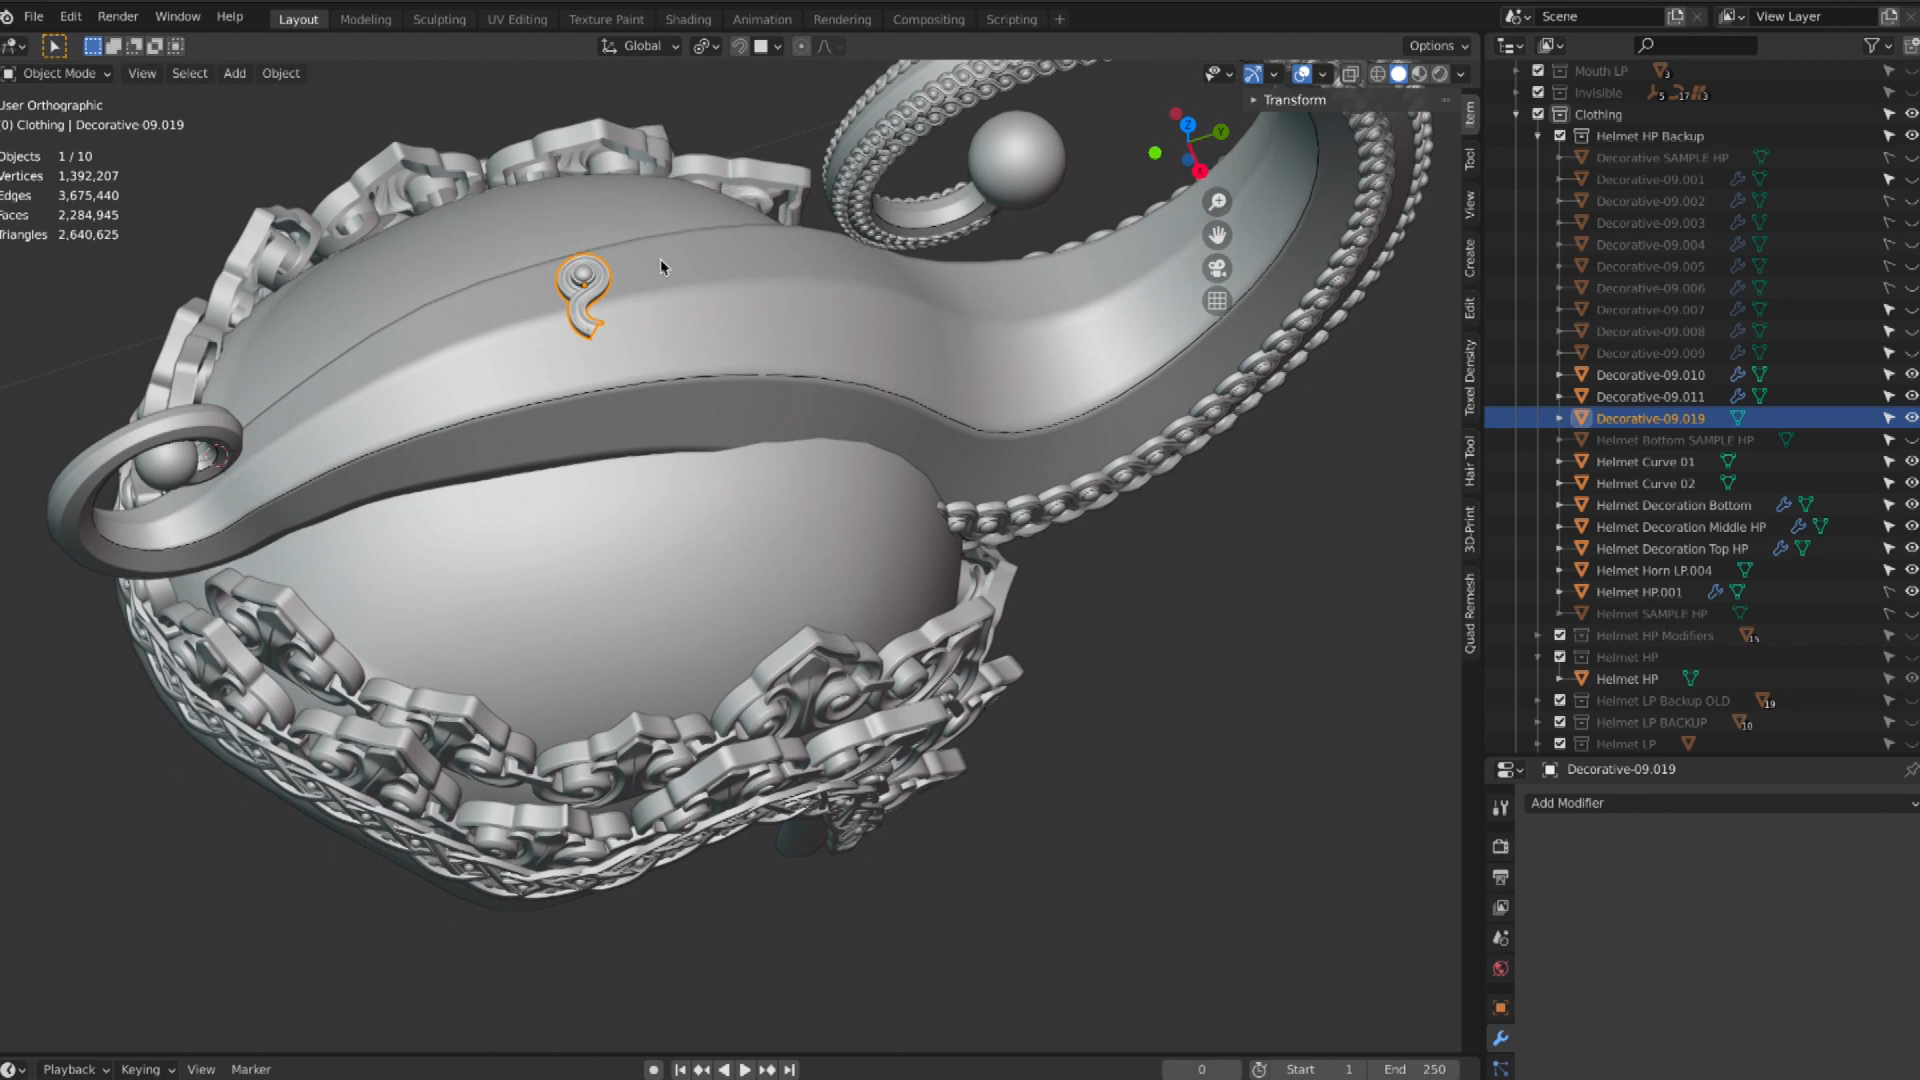 File Edit Render Window Help Layout Modeling Sculpting UV Editing Texture Paint Shading Animation Rendering Compositing Scripting + Scene View Layer
Global Options
Object Mode View Select Add Object
User Orthographic
(0) Clothing | Decorative-09.019
Objects 1 / 10
Vertices 1,392,207
Edges 3,675,440
Faces 2,284,945
Triangles 2,640,625
Transform
Z
Y
X
Item
Tool
View
Create
Edit
Texel Density
Hair Tool
3D-Print
Quad Remesh
Mouth LP 3
Invisible 5 17 3
Clothing
Helmet HP Backup
Decorative SAMPLE HP
Decorative-09.001
Decorative-09.002
Decorative-09.003
Decorative-09.004
Decorative-09.005
Decorative-09.006
Decorative-09.007
Decorative-09.008
Decorative-09.009
Decorative-09.010
Decorative-09.011
Decorative-09.019
Helmet Bottom SAMPLE HP
Helmet Curve 01
Helmet Curve 02
Helmet Decoration Bottom
Helmet Decoration Middle HP
Helmet Decoration Top HP
Helmet Horn LP.004
Helmet HP.001
Helmet SAMPLE HP
Helmet HP Modifiers 15
Helmet HP
Helmet HP
Helmet LP Backup OLD 19
Helmet LP BACKUP 10
Helmet LP
Decorative-09.019
Add Modifier
Playback Keying View Marker 0 Start 1 End 250